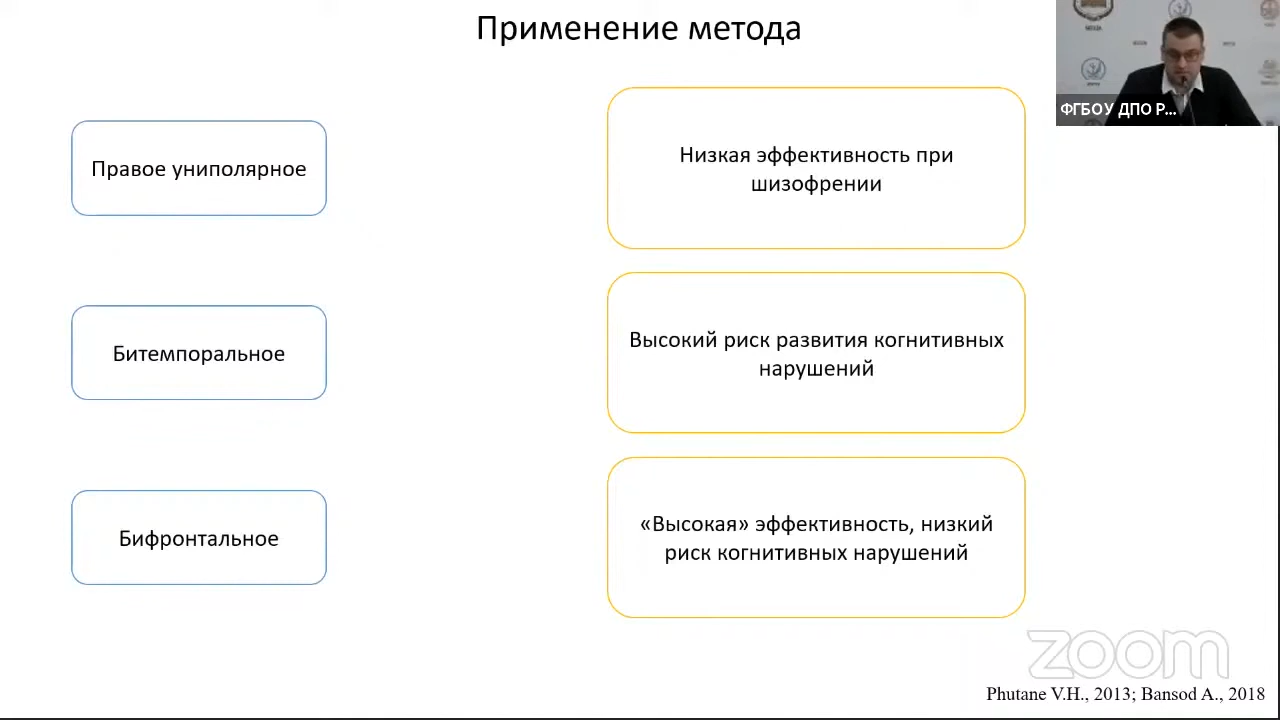 Применение метода
ФГБОУ ДПО Р...
Правое униполярное
Низкая эффективность при
шизофрении
Битемпоральное
Высокий риск развития когнитивных
нарушений
Бифронтальное
«Высокая» эффективность, низкий
риск когнитивных нарушений
zoom
Phutane V.H., 2013; Bansod A., 2018